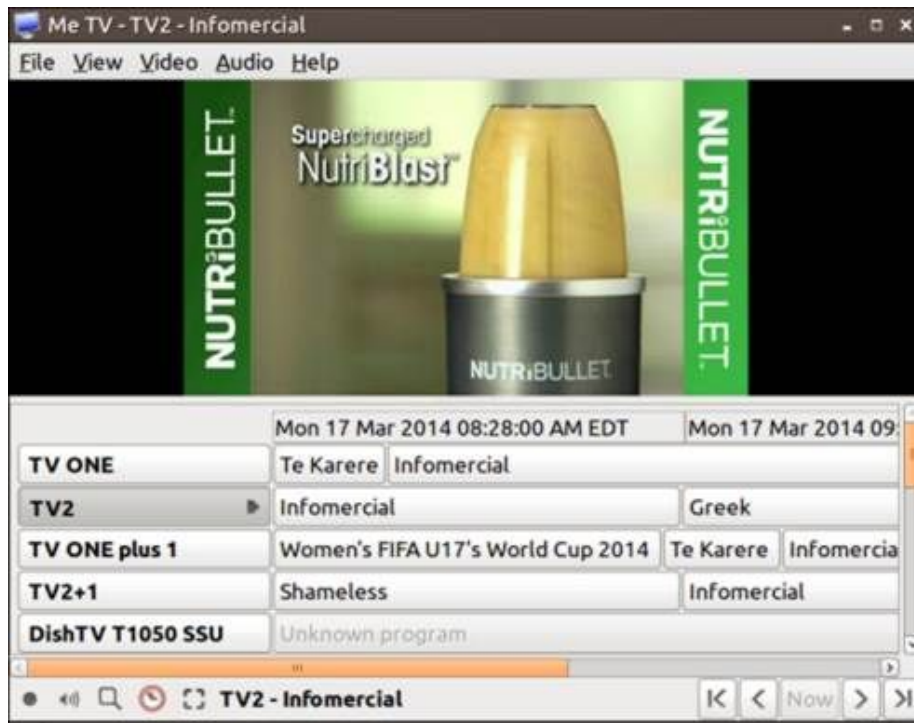 Me TV - TV2 - Infomercial
File View Video Audio Help
NUTRiBULLET.
Supercharged
NutriBlast™
NUTRiBULLET
NUTRiBULLET.
Mon 17 Mar 2014 08:28:00 AM EDT Mon 17 Mar 2014 09:
TV ONE Te Karere Infomercial
TV2 Infomercial Greek
TV ONE plus 1 Women's FIFA U17's World Cup 2014 Te Karere Infomercia
TV2+1 Shameless Infomercial
DishTV T1050 SSU Unknown program
TV2 - Infomercial Now